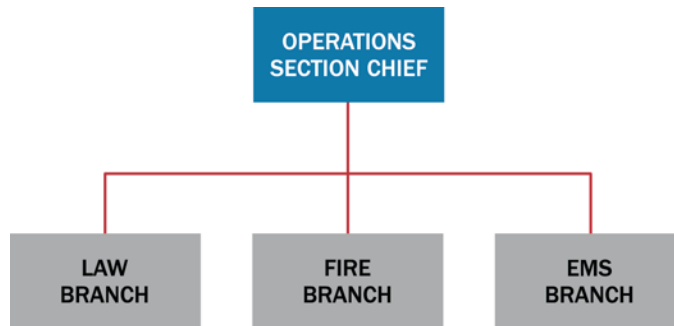 OPERATIONS
SECTION CHIEF
LAW
BRANCH
FIRE
BRANCH
EMS
BRANCH